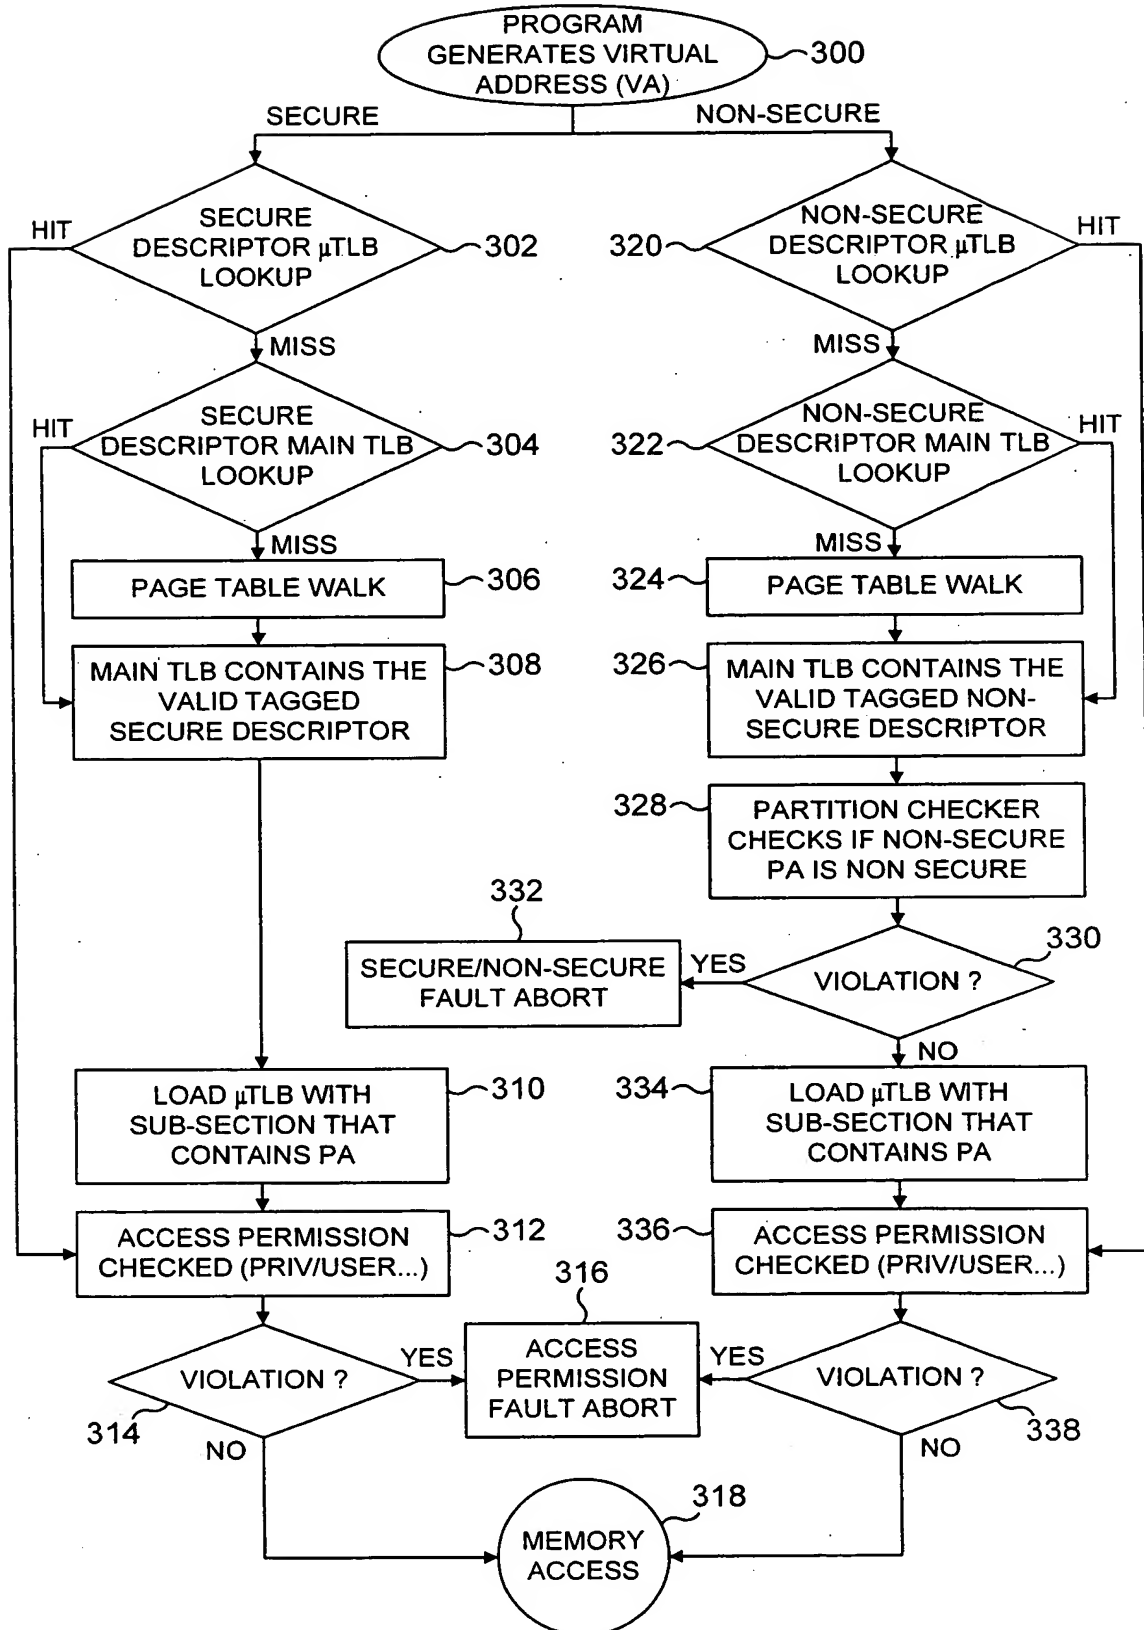 PROGRAM
GENERATES VIRTUAL
ADDRESS (VA)
300
SECURE
NON-SECURE
HIT
SECURE
DESCRIPTOR μTLB
LOOKUP
302
320
NON-SECURE
DESCRIPTOR μTLB
LOOKUP
HIT
MISS
MISS
HIT
SECURE
DESCRIPTOR MAIN TLB
LOOKUP
304
322
NON-SECURE
DESCRIPTOR MAIN TLB
LOOKUP
HIT
MISS
MISS
PAGE TABLE WALK
306
324
PAGE TABLE WALK
MAIN TLB CONTAINS THE
VALID TAGGED
SECURE DESCRIPTOR
308
326
MAIN TLB CONTAINS THE
VALID TAGGED NON-
SECURE DESCRIPTOR
328
PARTITION CHECKER
CHECKS IF NON-SECURE
PA IS NON SECURE
332
SECURE/NON-SECURE
FAULT ABORT
YES
VIOLATION ?
330
NO
LOAD μTLB WITH
SUB-SECTION THAT
CONTAINS PA
310
334
LOAD μTLB WITH
SUB-SECTION THAT
CONTAINS PA
ACCESS PERMISSION
CHECKED (PRIV/USER...)
312
336
ACCESS PERMISSION
CHECKED (PRIV/USER...)
316
VIOLATION ?
314
YES
ACCESS
PERMISSION
FAULT ABORT
YES
VIOLATION ?
338
NO
NO
MEMORY
ACCESS
318